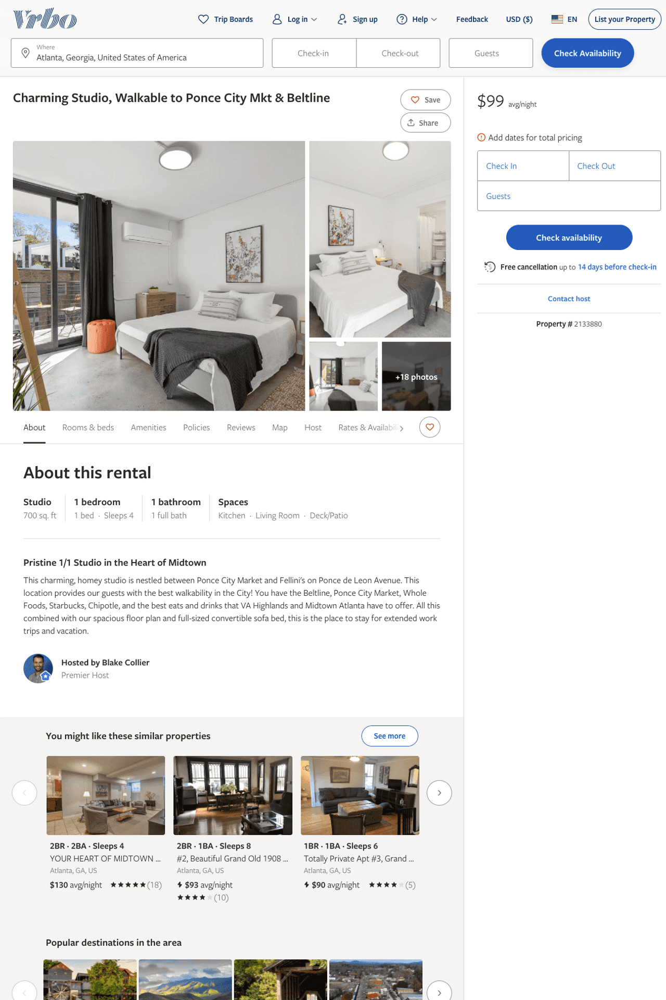 Vrbo
Trip Boards
Log in
Sign up
Help
Feedback
USD ($)
EN
List your Property
Where
Atlanta, Georgia, United States of America
Check-in
Check-out
Guests
Check Availability
Charming Studio, Walkable to Ponce City Mkt & Beltline
Save
Share
+18 photos
$99 avg/night
Add dates for total pricing
Check In
Check Out
Guests
Check availability
Free cancellation up to 14 days before check-in
Contact host
Property # 2133880
About
Rooms & beds
Amenities
Policies
Reviews
Map
Host
Rates & Availabili
About this rental
Studio
700 sq. ft
1 bedroom
1 bed · Sleeps 4
1 bathroom
1 full bath
Spaces
Kitchen · Living Room · Deck/Patio
Pristine 1/1 Studio in the Heart of Midtown
This charming, homey studio is nestled between Ponce City Market and Fellini's on Ponce de Leon Avenue. This
location provides our guests with the best walkability in the City! You have the Beltline, Ponce City Market, Whole
Foods, Starbucks, Chipotle, and the best eats and drinks that VA Highlands and Midtown Atlanta have to offer. All this
combined with our spacious floor plan and full-sized convertible sofa bed, this is the place to stay for extended work
trips and vacation.
Hosted by Blake Collier
Premier Host
You might like these similar properties
See more
2BR · 2BA · Sleeps 4
YOUR HEART OF MIDTOWN ...
Atlanta, GA, US
$130 avg/night
(18)
2BR · 1BA · Sleeps 8
#2, Beautiful Grand Old 1908 ...
Atlanta, GA, US
$93 avg/night
(10)
1BR · 1BA · Sleeps 6
Totally Private Apt #3, Grand ...
Atlanta, GA, US
$90 avg/night
(5)
Popular destinations in the area